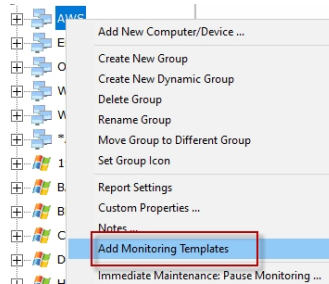 AWS
Add New Computer/Device ...
E
Create New Group
O
Create New Dynamic Group
W
Delete Group
W
Rename Group
*.
Move Group to Different Group
1
Set Group Icon
B
Report Settings
B
Custom Properties ...
C
Notes ...
D
Add Monitoring Templates
H
Immediate Maintenance: Pause Monitoring ...